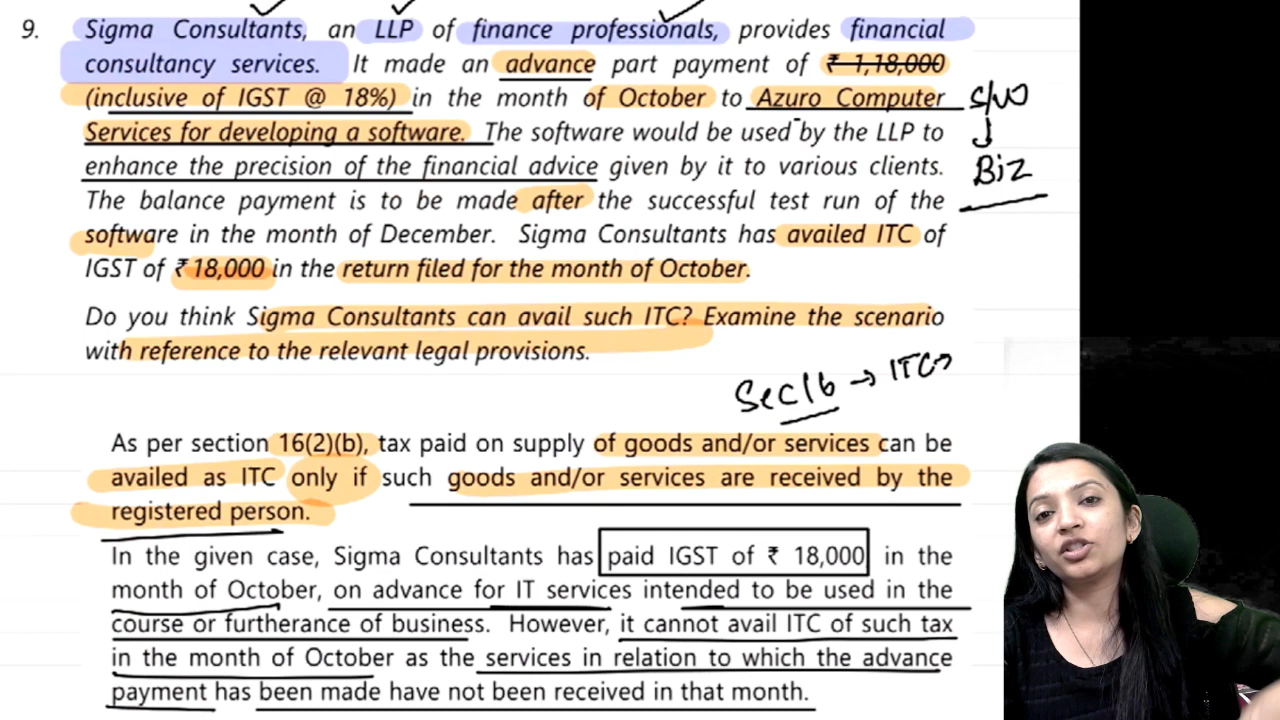 9. Sigma Consultants, an LLP of finance professionals, provides financial
consultancy services. It made an advance part payment of ₹ 1,18,000
(inclusive of IGST @ 18%) in the month of October to Azuro Computer
S/W
Services for developing a software. The software would be used by the LLP to
enhance the precision of the financial advice given by it to various clients.
Biz
The balance payment is to be made after the successful test run of the
software in the month of December. Sigma Consultants has availed ITC of
IGST of ₹ 18,000 in the return filed for the month of October.
Do you think Sigma Consultants can avail such ITC? Examine the scenario
with reference to the relevant legal provisions.
Sec 16 → ITC→
As per section 16(2)(b), tax paid on supply of goods and/or services can be
availed as ITC only if such goods and/or services are received by the
registered person.
In the given case, Sigma Consultants has paid IGST of ₹ 18,000 in the
month of October, on advance for IT services intended to be used in the
course or furtherance of business. However, it cannot avail ITC of such tax
in the month of October as the services in relation to which the advance
payment has been made have not been received in that month.